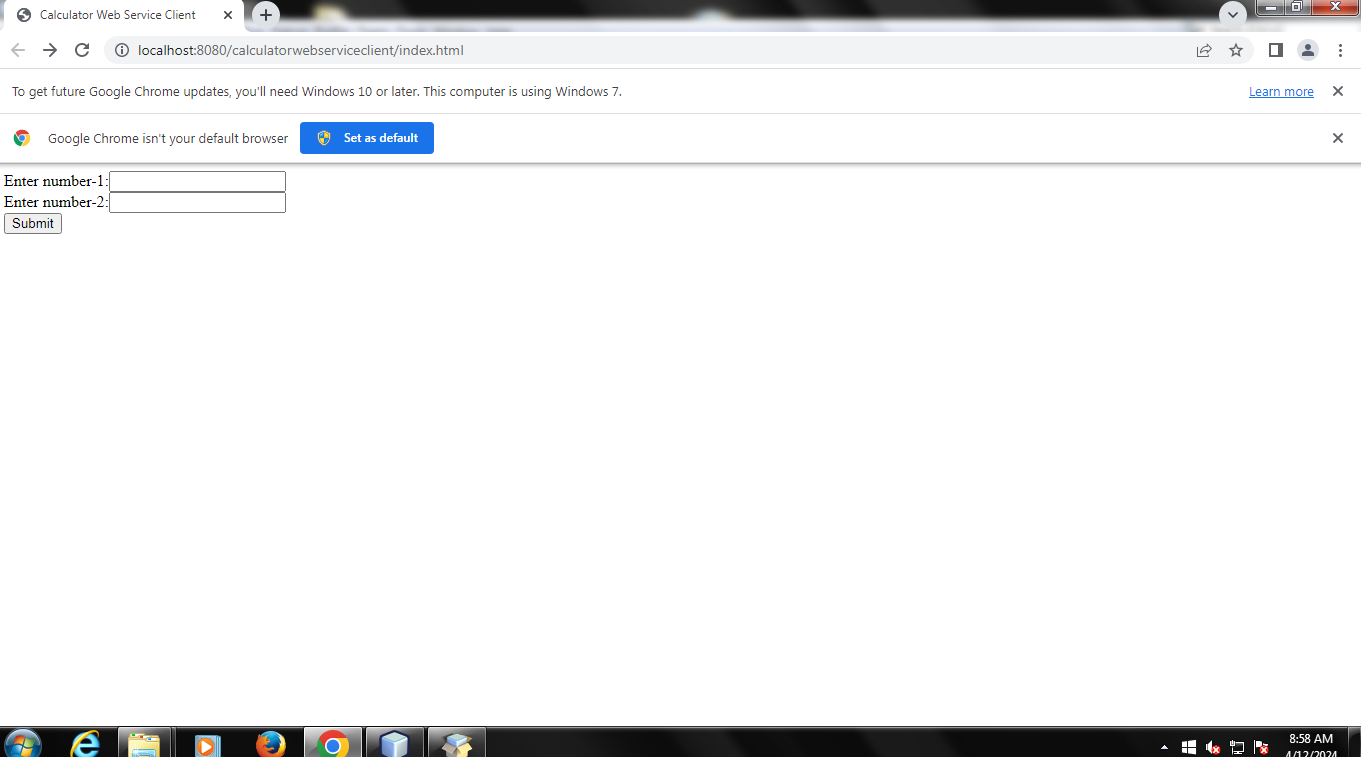 Calculator Web Service Client
localhost:8080/calculatorwebserviceclient/index.html
To get future Google Chrome updates, you'll need Windows 10 or later. This computer is using Windows 7. Learn more
Google Chrome isn't your default browser Set as default
Enter number-1:
Enter number-2:
Submit
8:58 AM
4/12/2024